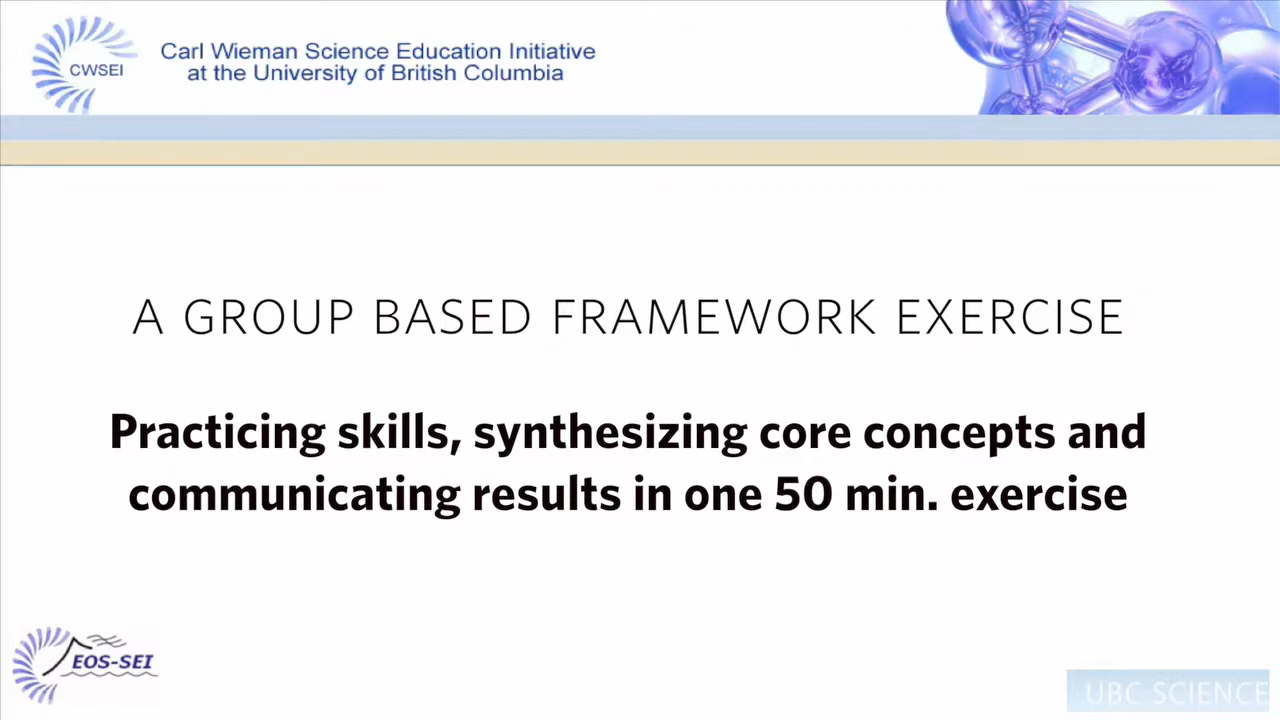 CWSEI
Carl Wieman Science Education Initiative
at the University of British Columbia
A GROUP BASED FRAMEWORK EXERCISE
Practicing skills, synthesizing core concepts and
communicating results in one 50 min. exercise
EOS-SEI
UBC SCIENCE